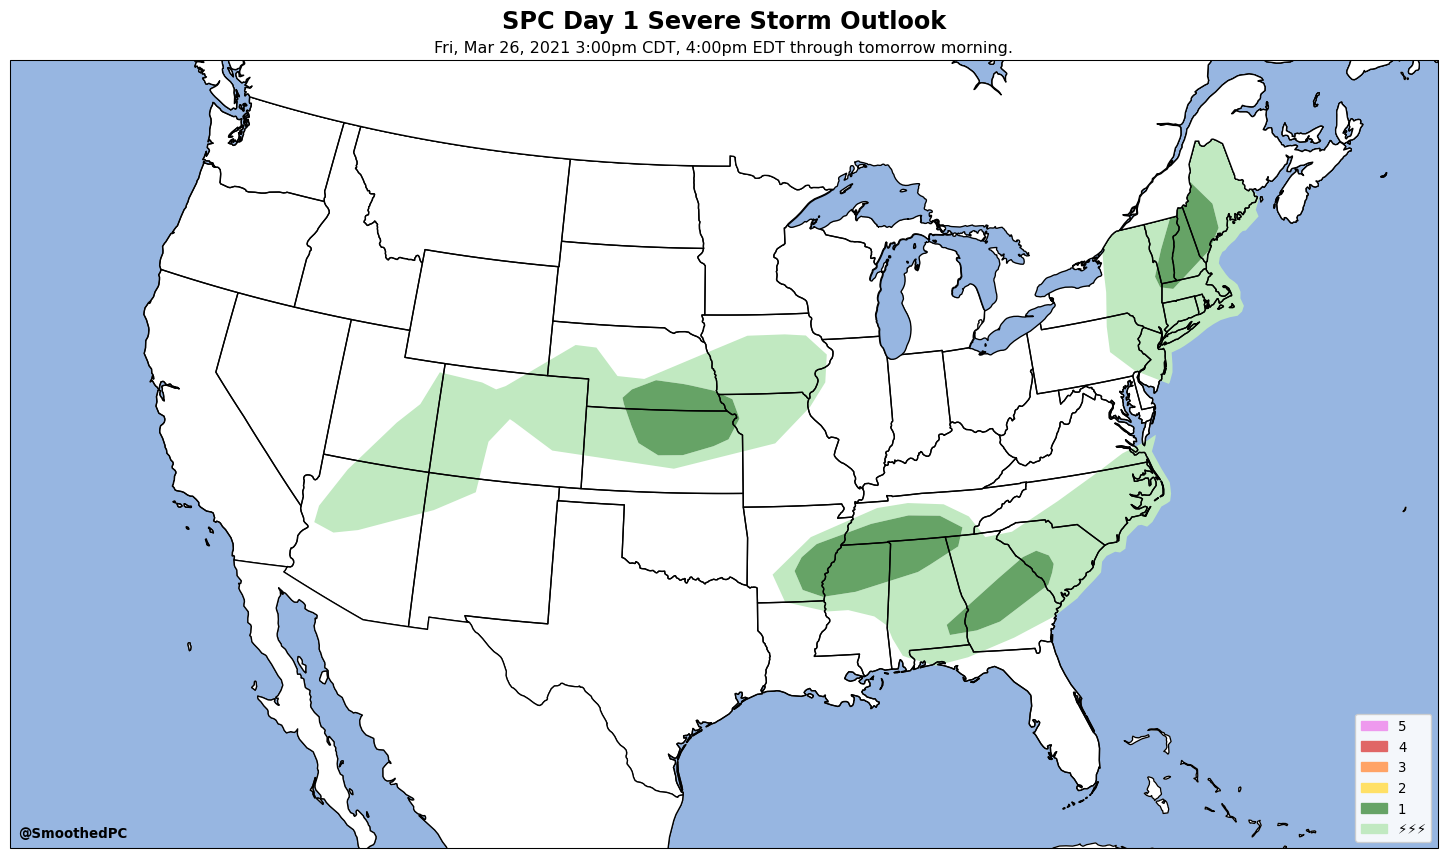 SPC Day 1 Severe Storm Outlook
Fri, Mar 26, 2021 3:00pm CDT, 4:00pm EDT through tomorrow morning.
5
4
3
2
1
⚡⚡⚡
@SmoothedPC